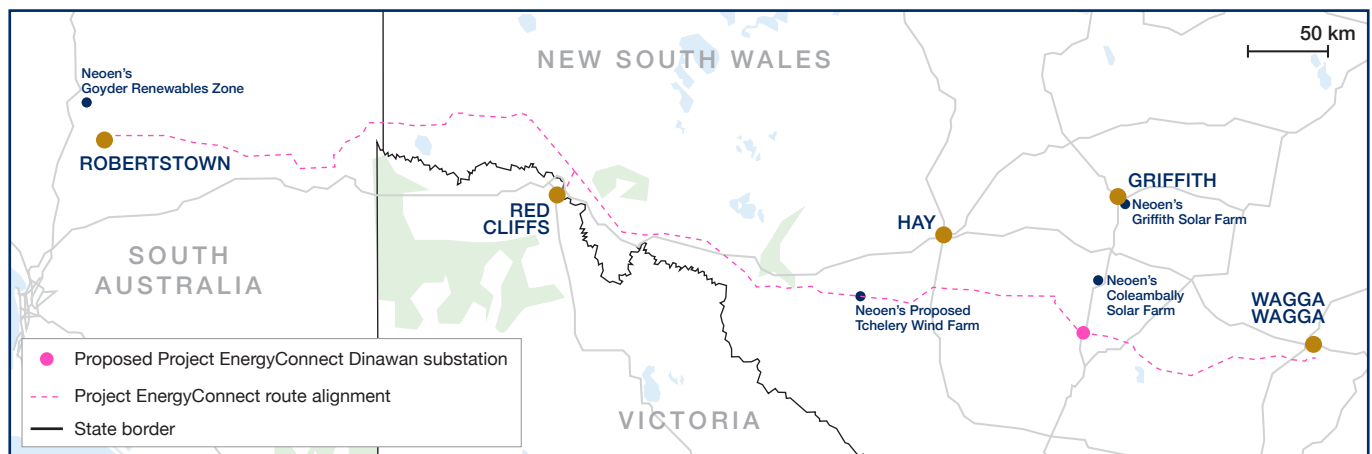 NEW SOUTH WALES
50 km
Neoen's
Goyder Renewables Zone
ROBERTSTOWN
RED
CLIFFS
HAY
GRIFFITH
Neoen's
Griffith Solar Farm
SOUTH
AUSTRALIA
Neoen's Proposed
Tchelery Wind Farm
Neoen's
Coleambally
Solar Farm
WAGGA
WAGGA
VICTORIA
Proposed Project EnergyConnect Dinawan substation
Project EnergyConnect route alignment
State border